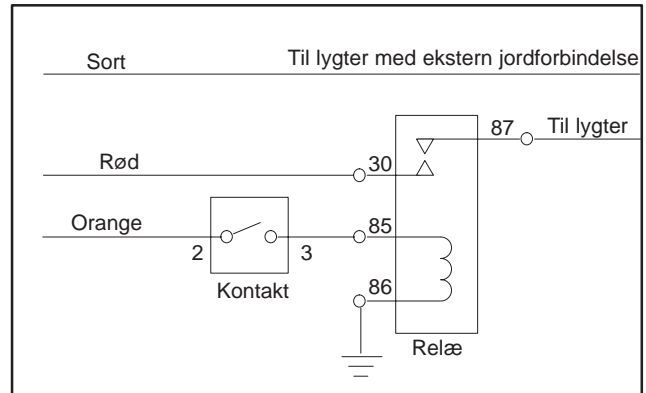 Sort
Til lygter med ekstern jordforbindelse
87
Til lygter
Rød
30
Orange
85
2
3
86
Kontakt
Relæ